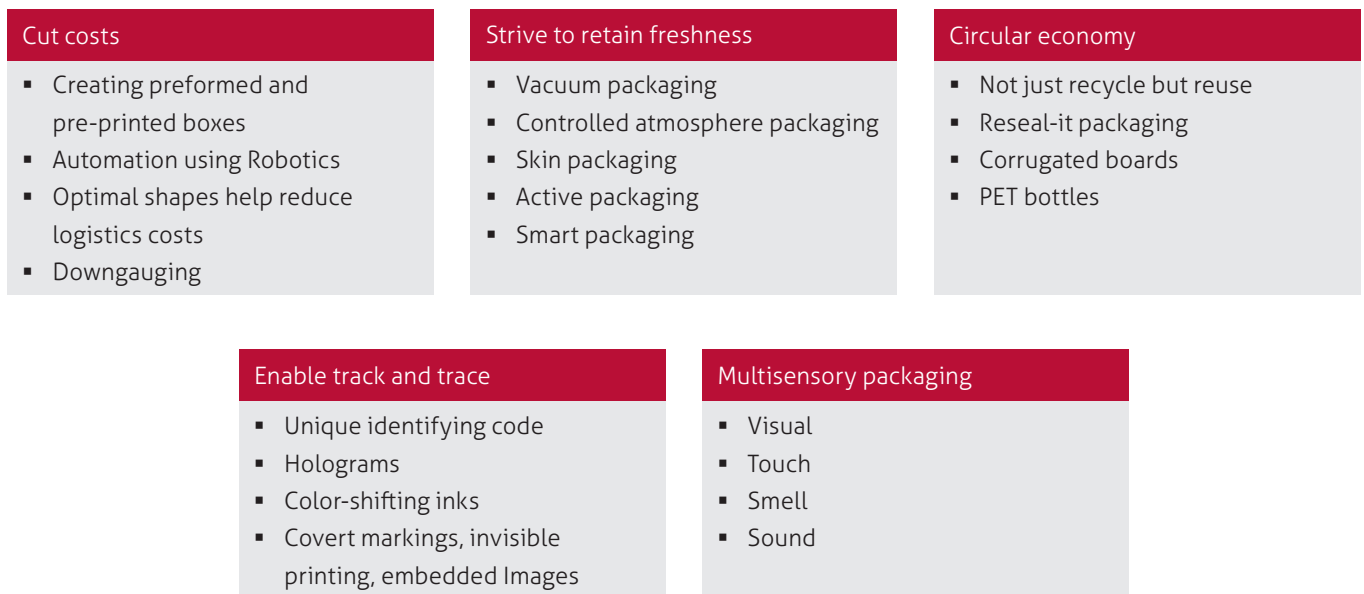 Cut costs
▪ Creating preformed and
pre-printed boxes
▪ Automation using Robotics
▪ Optimal shapes help reduce
logistics costs
▪ Downgauging
Strive to retain freshness
▪ Vacuum packaging
▪ Controlled atmosphere packaging
▪ Skin packaging
▪ Active packaging
▪ Smart packaging
Circular economy
▪ Not just recycle but reuse
▪ Reseal-it packaging
▪ Corrugated boards
▪ PET bottles
Enable track and trace
▪ Unique identifying code
▪ Holograms
▪ Color-shifting inks
▪ Covert markings, invisible
printing, embedded Images
Multisensory packaging
▪ Visual
▪ Touch
▪ Smell
▪ Sound